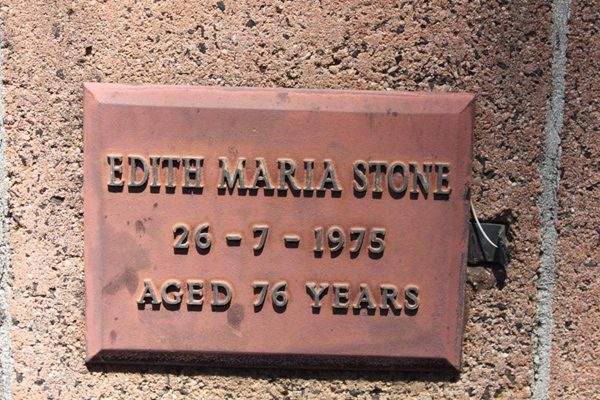 EDITH MARIA STONE
26 - 7 - 1975
AGED 76 YEARS